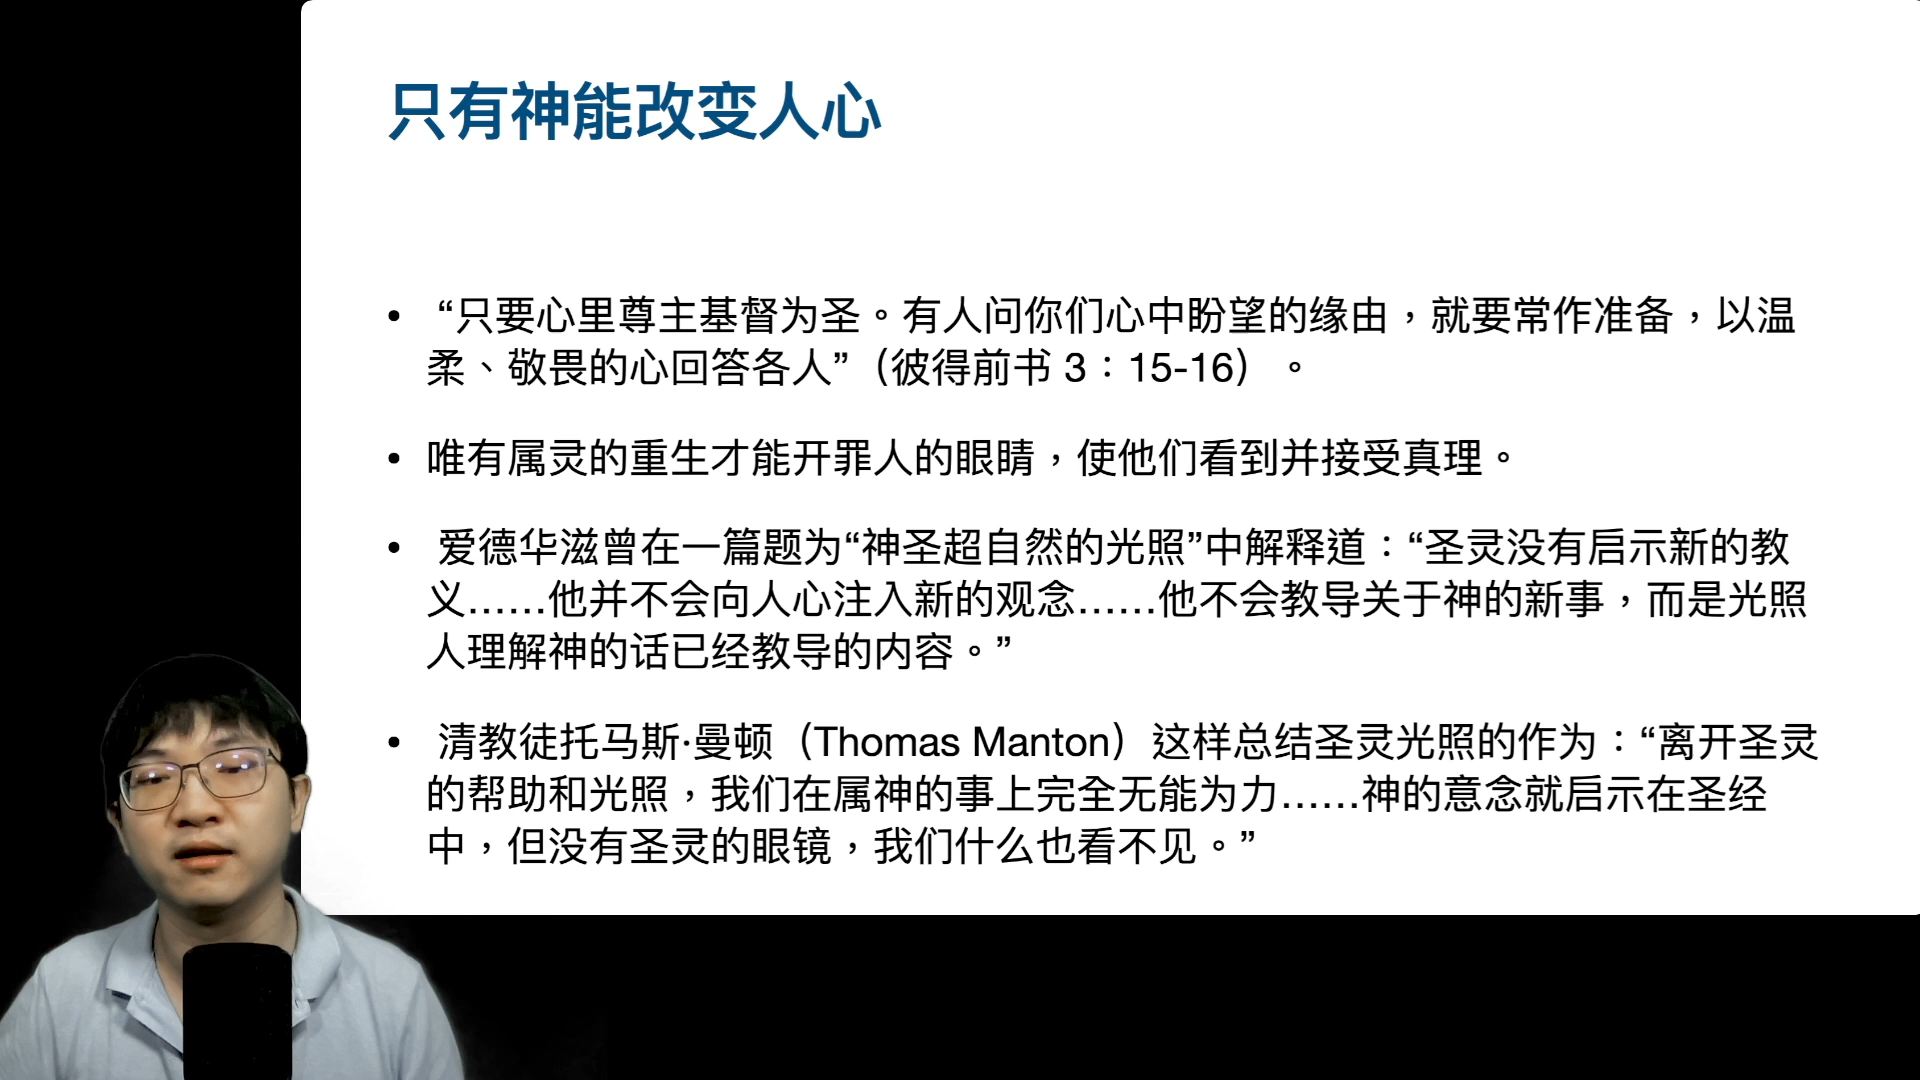 只有神能改变人心
• “只要心里尊主基督为圣。有人问你们心中盼望的缘由，就要常作准备，以温
柔、敬畏的心回答各人”（彼得前书 3：15-16）。
• 唯有属灵的重生才能开罪人的眼睛，使他们看到并接受真理。
• 爱德华滋曾在一篇题为“神圣超自然的光照”中解释道：“圣灵没有启示新的教
义……他并不会向人心注入新的观念……他不会教导关于神的新事，而是光照
人理解神的话已经教导的内容。”
• 清教徒托马斯·曼顿（Thomas Manton）这样总结圣灵光照的作为：“离开圣灵
的帮助和光照，我们在属神的事上完全无能为力……神的意念就启示在圣经
中，但没有圣灵的眼镜，我们什么也看不见。”